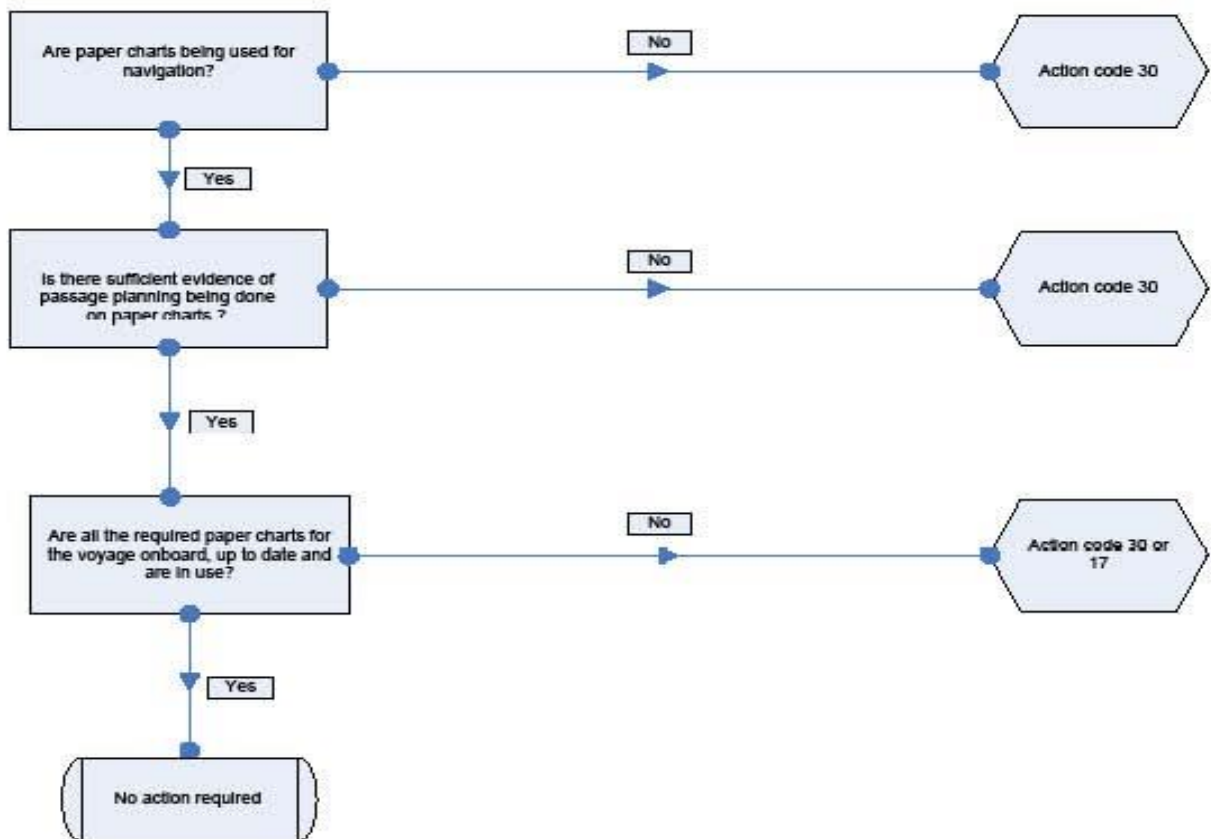 Are paper charts being used for
navigation?
No
Action code 30
Yes
Is there sufficient evidence of
passage planning being done
on paper charts ?
No
Action code 30
Yes
Are all the required paper charts for
the voyage onboard, up to date and
are in use?
No
Action code 30 or
17
Yes
No action required